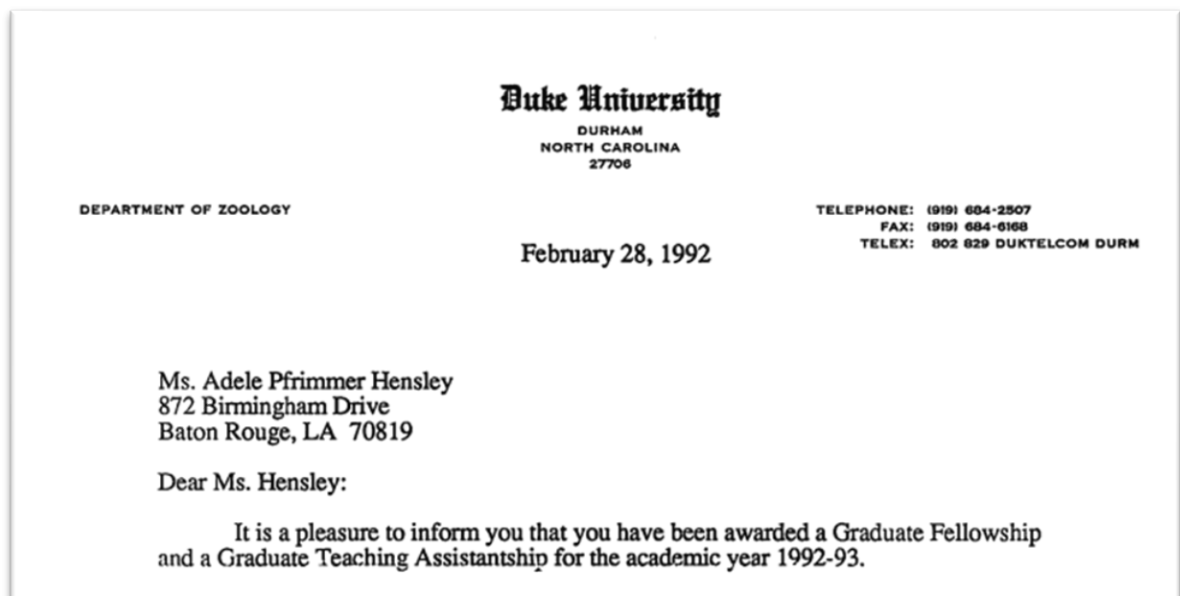 Duke University
DURHAM
NORTH CAROLINA
27706
DEPARTMENT OF ZOOLOGY
TELEPHONE: (919) 684-2507
FAX: (919) 684-6168
TELEX: 802 829 DUKTELCOM DURM
February 28, 1992
Ms. Adele Pfrimmer Hensley
872 Birmingham Drive
Baton Rouge, LA 70819
Dear Ms. Hensley:
It is a pleasure to inform you that you have been awarded a Graduate Fellowship
and a Graduate Teaching Assistantship for the academic year 1992-93.